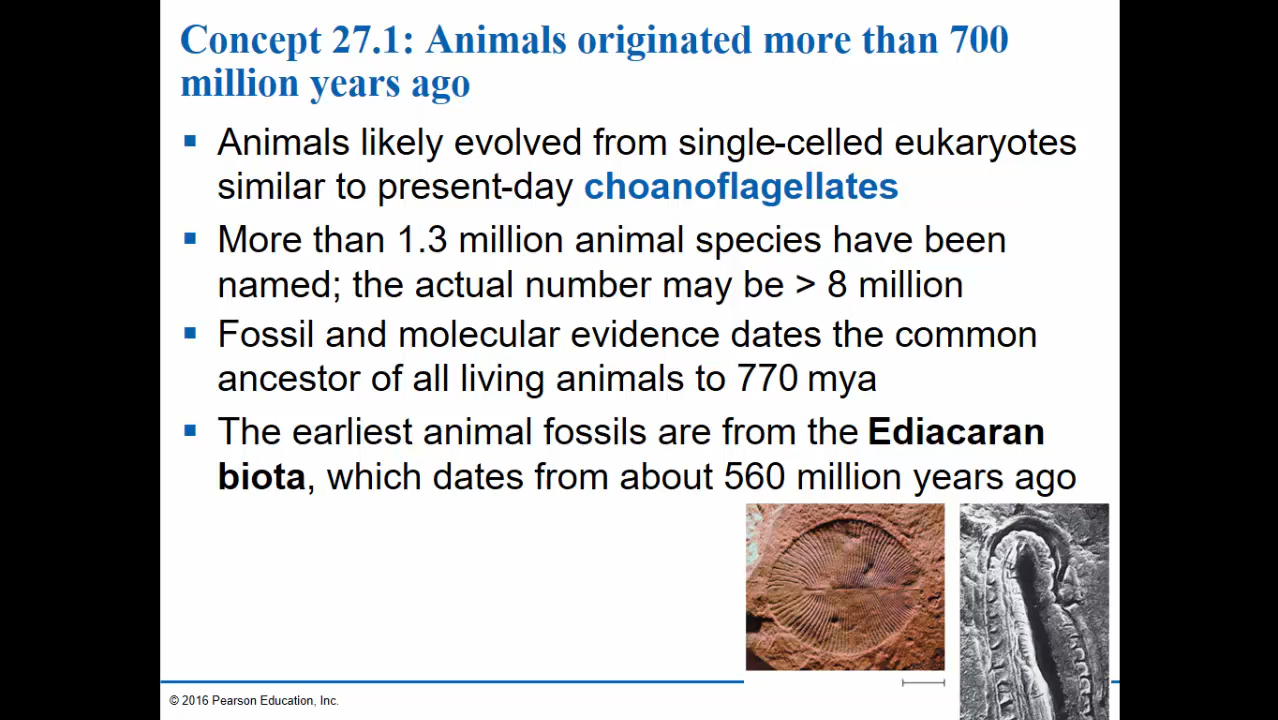 Concept 27.1: Animals originated more than 700
million years ago
▪ Animals likely evolved from single-celled eukaryotes
similar to present-day choanoflagellates
▪ More than 1.3 million animal species have been
named; the actual number may be > 8 million
▪ Fossil and molecular evidence dates the common
ancestor of all living animals to 770 mya
▪ The earliest animal fossils are from the Ediacaran
biota, which dates from about 560 million years ago
© 2016 Pearson Education, Inc.